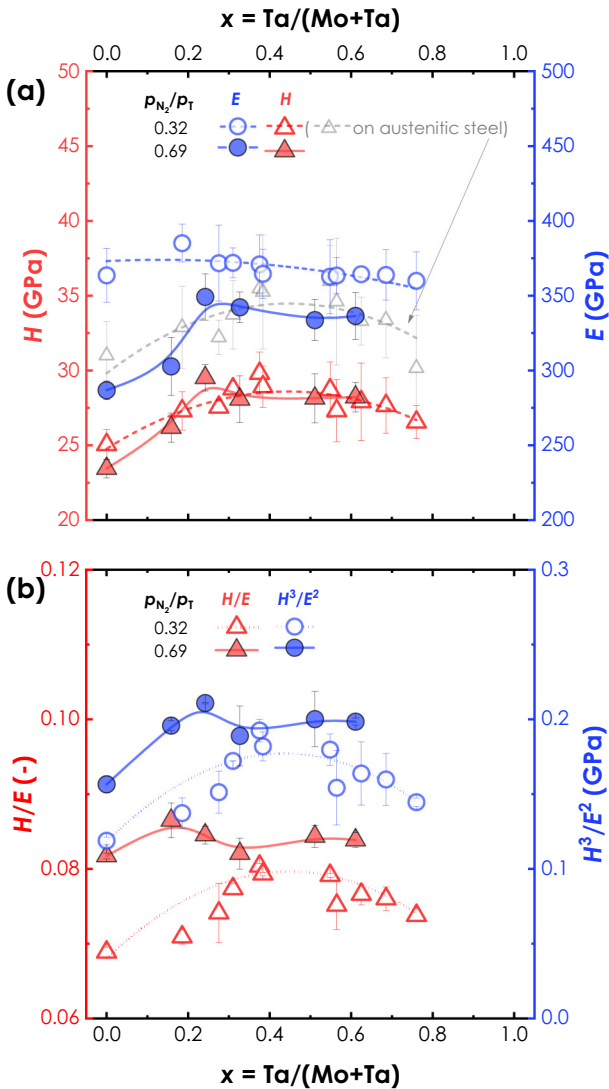 x = Ta/(Mo+Ta)
0.0 0.2 0.4 0.6 0.8 1.0
(a)
50 500
p_N₂/p_T E H
0.32 ( on austenitic steel)
0.69
45 450
40 400
35 350
30 300
25 250
20 200
H (GPa)
E (GPa)
(b)
0.12 0.3
p_N₂/p_T H/E H³/E²
0.32
0.69
0.10 0.2
0.08 0.1
0.06 0.0
H/E (-)
H³/E² (GPa)
0.0 0.2 0.4 0.6 0.8 1.0
x = Ta/(Mo+Ta)